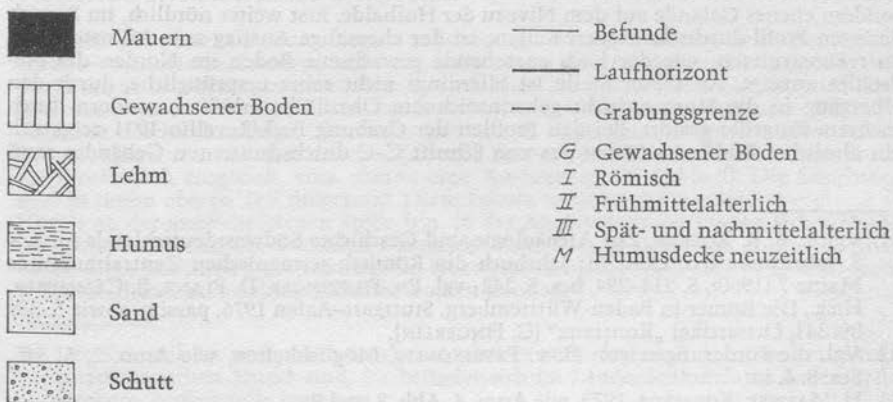 Mauern
Gewachsener Boden
Lehm
Humus
Sand
Schutt
Befunde
Laufhorizont
Grabungsgrenze
G Gewachsener Boden
I Römisch
II Frühmittelalterlich
III Spät- und nachmittelalterlich
M Humusdecke neuzeitlich